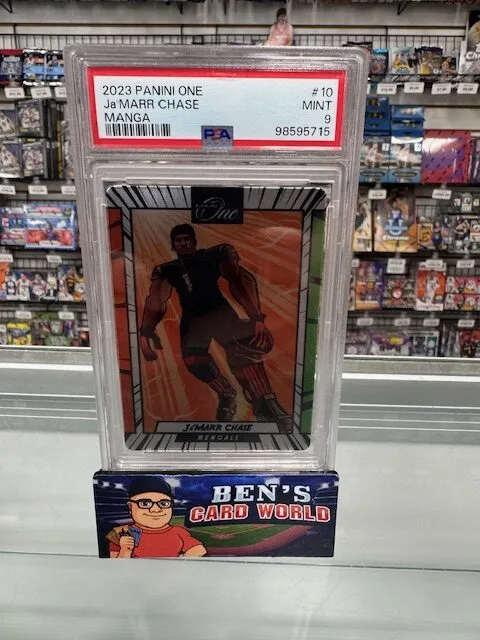 2023 PANINI ONE #10
Ja'MARR CHASE MINT
MANGA 9
PSA 98595715
PANINI
One
JA'MARR CHASE
BENGALS
BEN'S
CARD WORLD